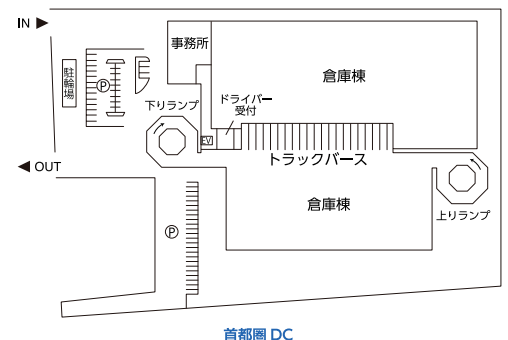 IN ▶
事務所
倉庫棟
駐輪場
Ⓟ
下りランプ
ドライバー
受付
EV
トラックバース
◀ OUT
倉庫棟
上りランプ
Ⓟ
首都圏 DC